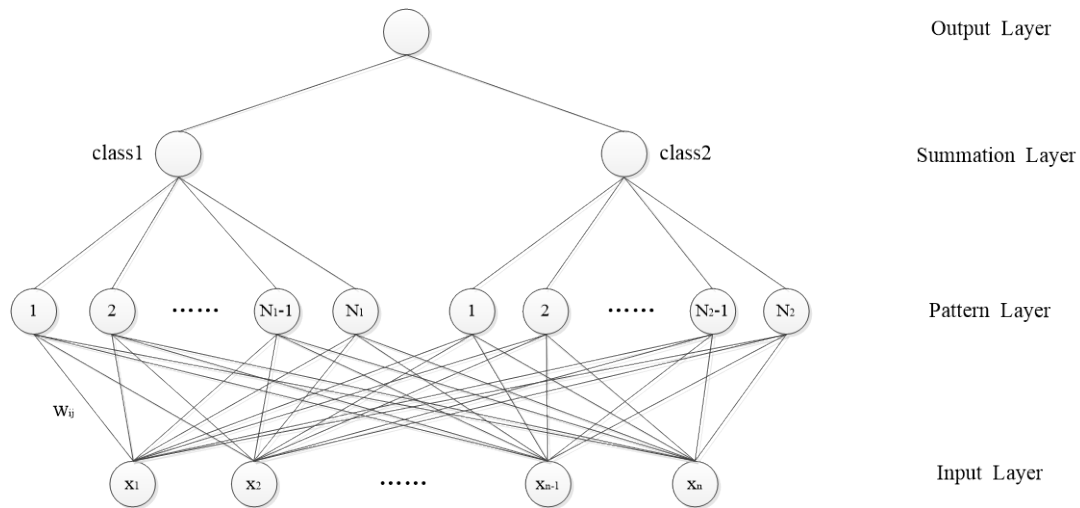 Output Layer
class1
class2
Summation Layer
1
2
......
N₁-1
N₁
1
2
......
N₂-1
N₂
Pattern Layer
Wᵢⱼ
x₁
x₂
......
xₙ₋₁
xₙ
Input Layer